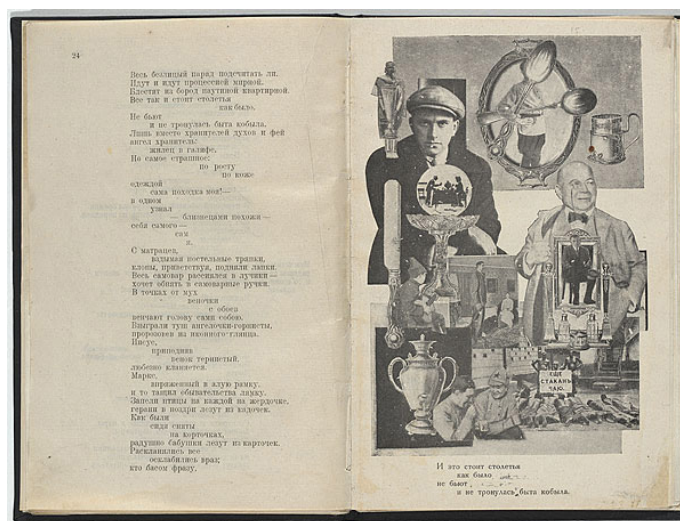 24
Весь безлицый парад подсчитать ли.
Идут и идут процессией мирной.
Блестят из бород паутиной квартирной.
Все так и стоит столетья
как было.
Не бьют
и не тронулась быта кобыла.
Лишь вместо хранителей духов и фей
ангел хранитель:
жилец в галифе.
Но самое страшное:
по росту
по коже
одеждой
сама походка моя!—
в одном
узнал
— близнецами похожи —
себя самого —
сам
я.
С матрацев,
вздымая постельные тряпки,
клопы, приветствуя, подняли лапки.
Весь самовар рассиялся в лучики —
хочет обнять в самоварные ручки.
В точках от мух
веночки
с обоев
венчают голову сами собою.
Взыграли туш ангелочки-горнисты,
пророзовев из иконного глянца.
Иисус,
приподняв
венок тернистый,
любезно кланяется.
Маркс,
впряженный в алую рамку,
и то тащил обывательства лямку.
Запели птицы на каждой на жердочке,
герани в ноздри лезут из кадочек.
Как были
сидя сняты
на корточках,
радушно бабушки лезут из карточек.
Раскланялись все
осклабились враз;
кто басом фразу,
ЕЩЕ
СТАКАНЪ
ЧАЮ.
И это стоит столетья
как было
не бьют
и не тронулась быта кобыла.